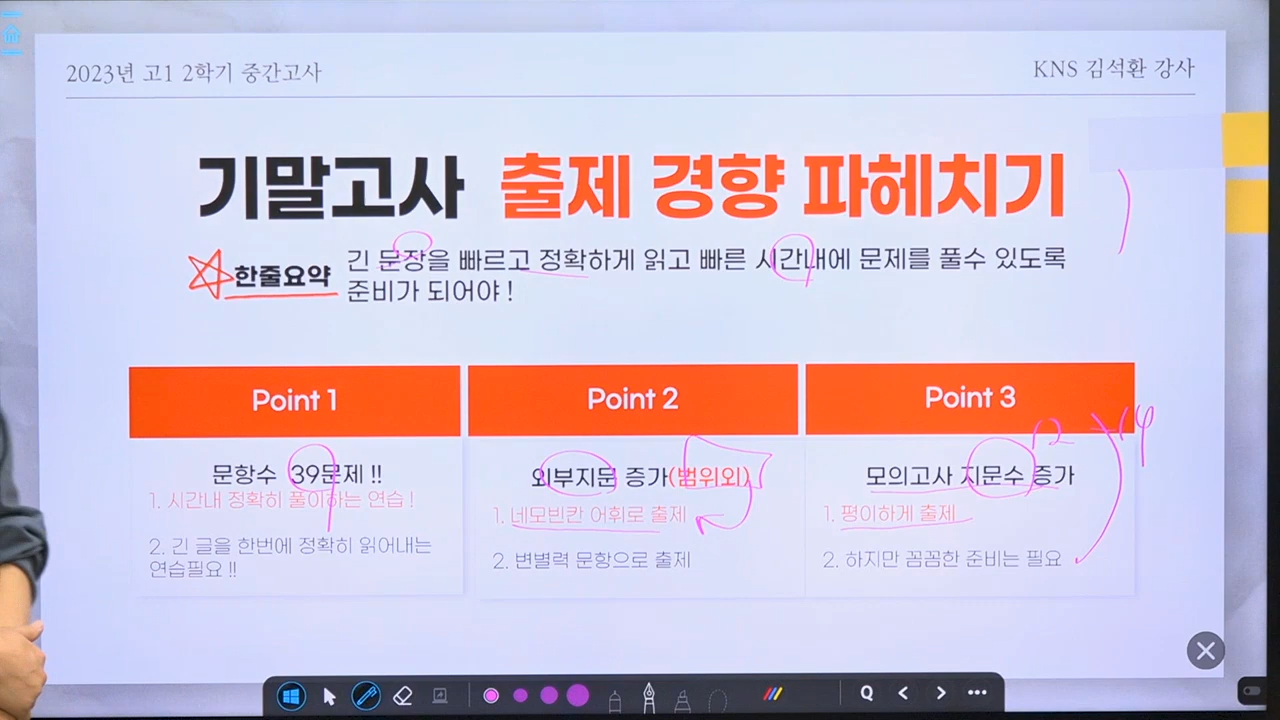 2023년 고1 2학기 중간고사
KNS 김석환 강사
기말고사 출제 경향 파헤치기
한줄요약
긴 문장을 빠르고 정확하게 읽고 빠른 시간내에 문제를 풀수 있도록
준비가 되어야 !
Point 1
문항수 39문제 !!
1. 시간내 정확히 풀이하는 연습 !
2. 긴 글을 한번에 정확히 읽어내는
연습필요 !!
Point 2
외부지문 증가(범위외)
1. 네모빈칸 어휘로 출제
2. 변별력 문항으로 출제
Point 3
12
모의고사 지문수 증가
1. 평이하게 출제
2. 하지만 꼼꼼한 준비는 필요